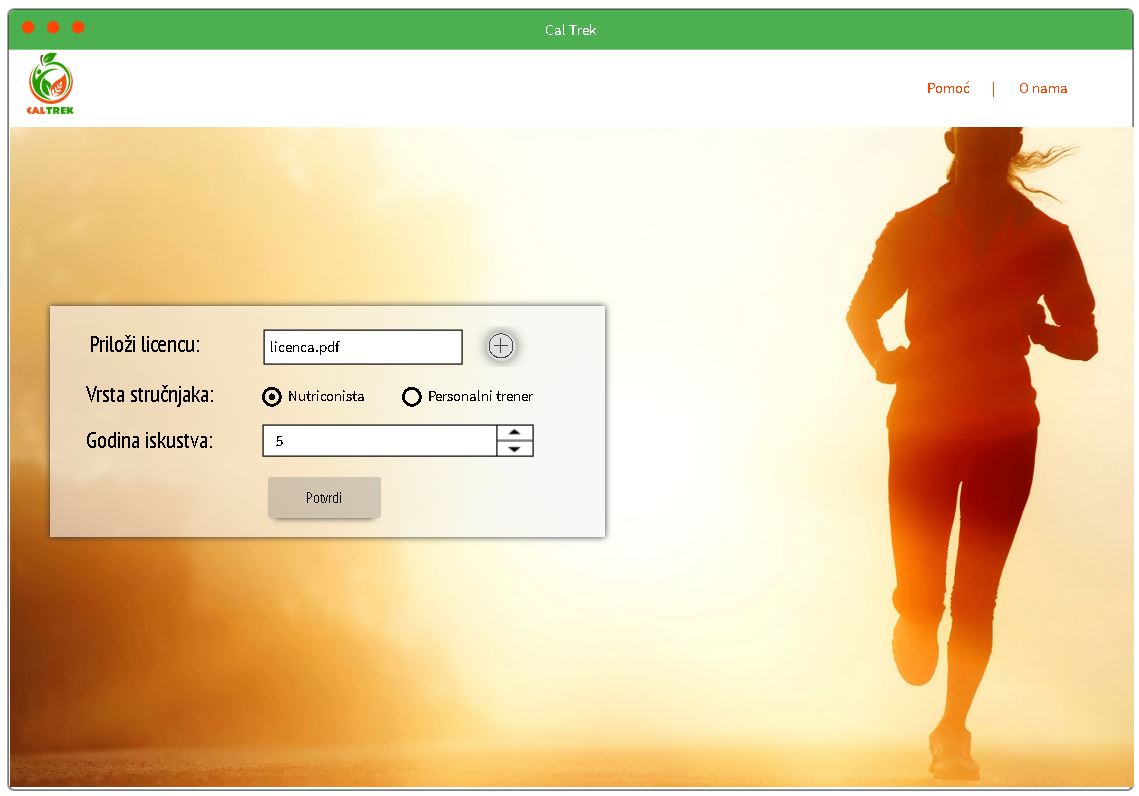 Cal Trek
CALTREK
Pomoć | O nama
Priloži licencu: licenca.pdf
Vrsta stručnjaka: Nutriconista Personalni trener
Godina iskustva: 5
Potvrdi